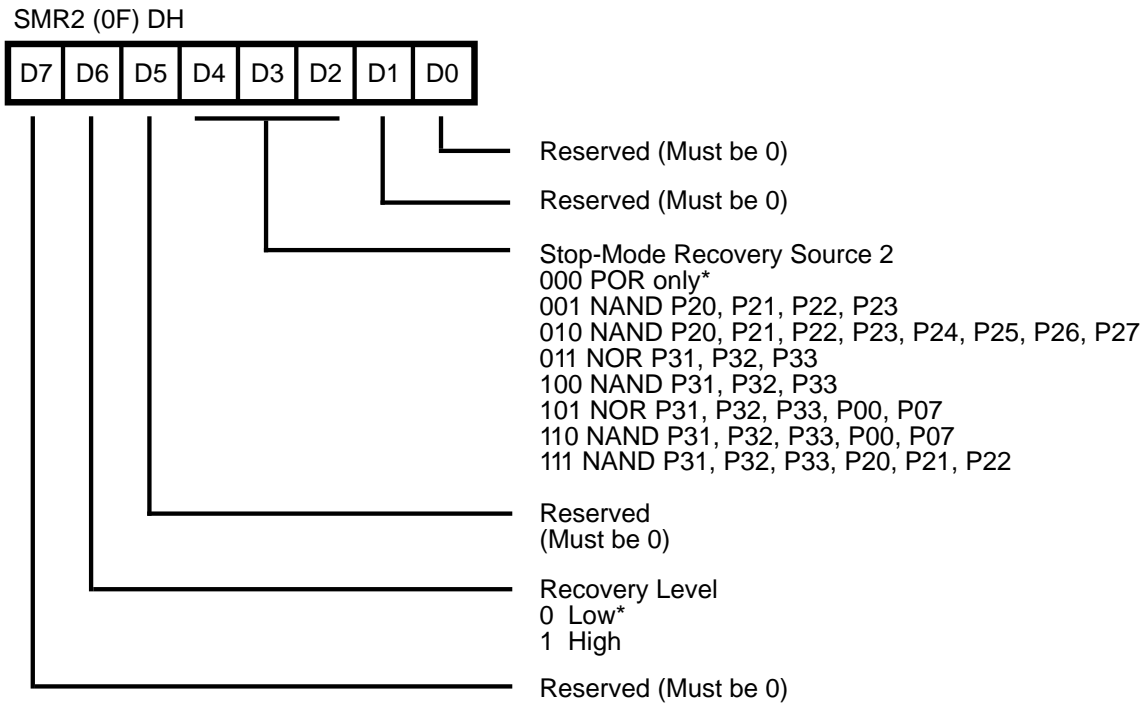 SMR2 (0F) DH
D7 D6 D5 D4 D3 D2 D1 D0
Reserved (Must be 0)
Reserved (Must be 0)
Stop-Mode Recovery Source 2
000 POR only*
001 NAND P20, P21, P22, P23
010 NAND P20, P21, P22, P23, P24, P25, P26, P27
011 NOR P31, P32, P33
100 NAND P31, P32, P33
101 NOR P31, P32, P33, P00, P07
110 NAND P31, P32, P33, P00, P07
111 NAND P31, P32, P33, P20, P21, P22
Reserved
(Must be 0)
Recovery Level
0 Low*
1 High
Reserved (Must be 0)